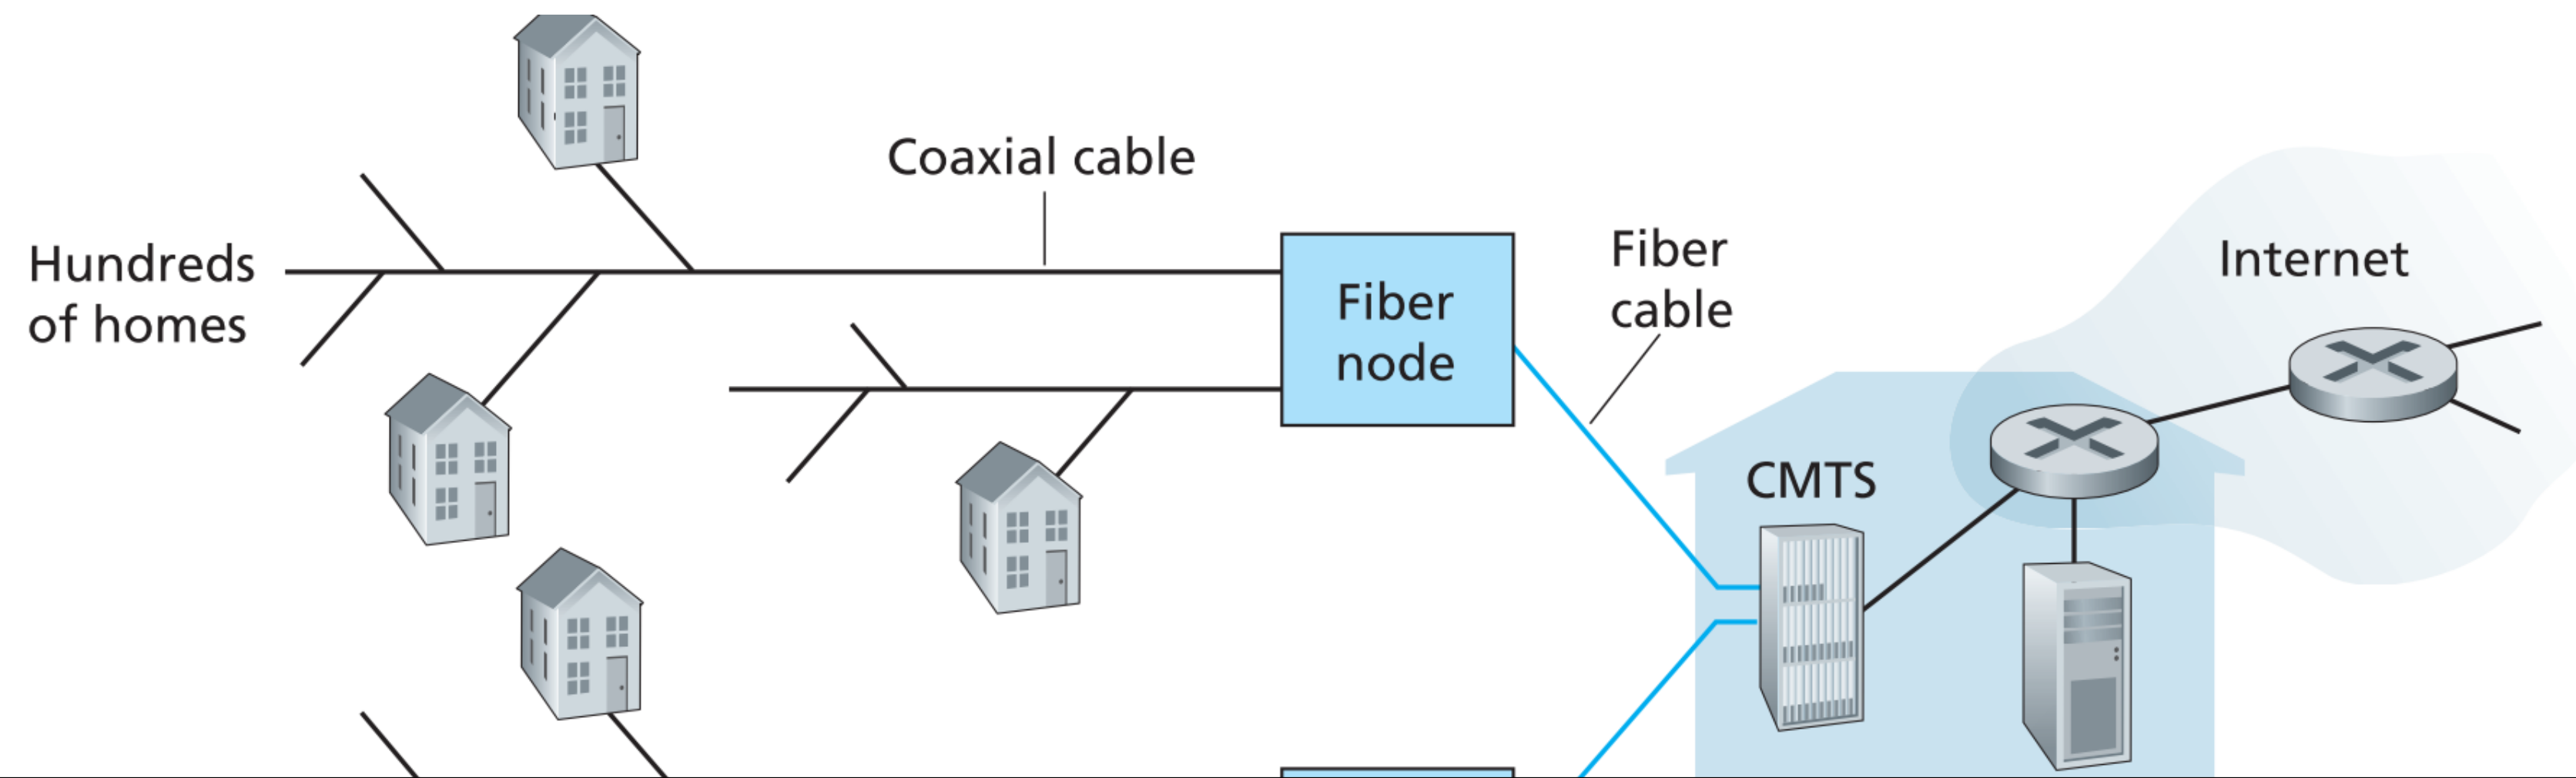 Coaxial cable
Hundreds
of homes
Fiber
node
Fiber
cable
Internet
CMTS